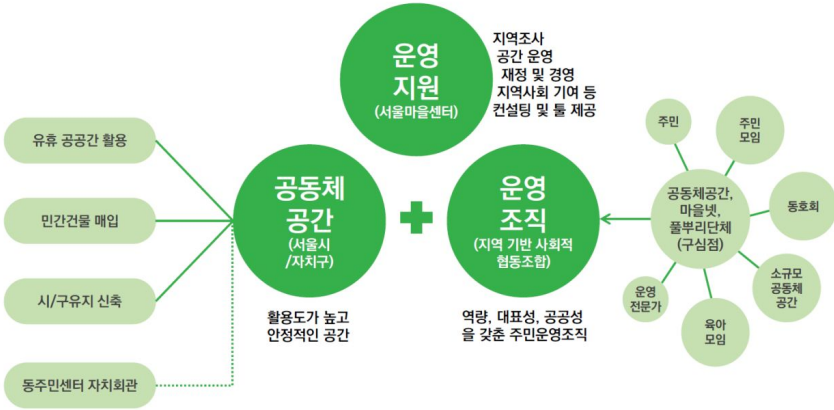 운영
지원
(서울마을센터)
지역조사
공간 운영
재정 및 경영
지역사회 기여 등
컨설팅 및 툴 제공
유휴 공공간 활용
민간건물 매입
시/구유지 신축
동주민센터 자치회관
공동체
공간
(서울시
/자치구)
활용도가 높고
안정적인 공간
운영
조직
(지역 기반 사회적
협동조합)
역량, 대표성, 공공성
을 갖춘 주민운영조직
공동체공간,
마을넷,
풀뿌리단체
(구심점)
주민
주민
모임
동호회
소규모
공동체
공간
육아
모임
운영
전문가